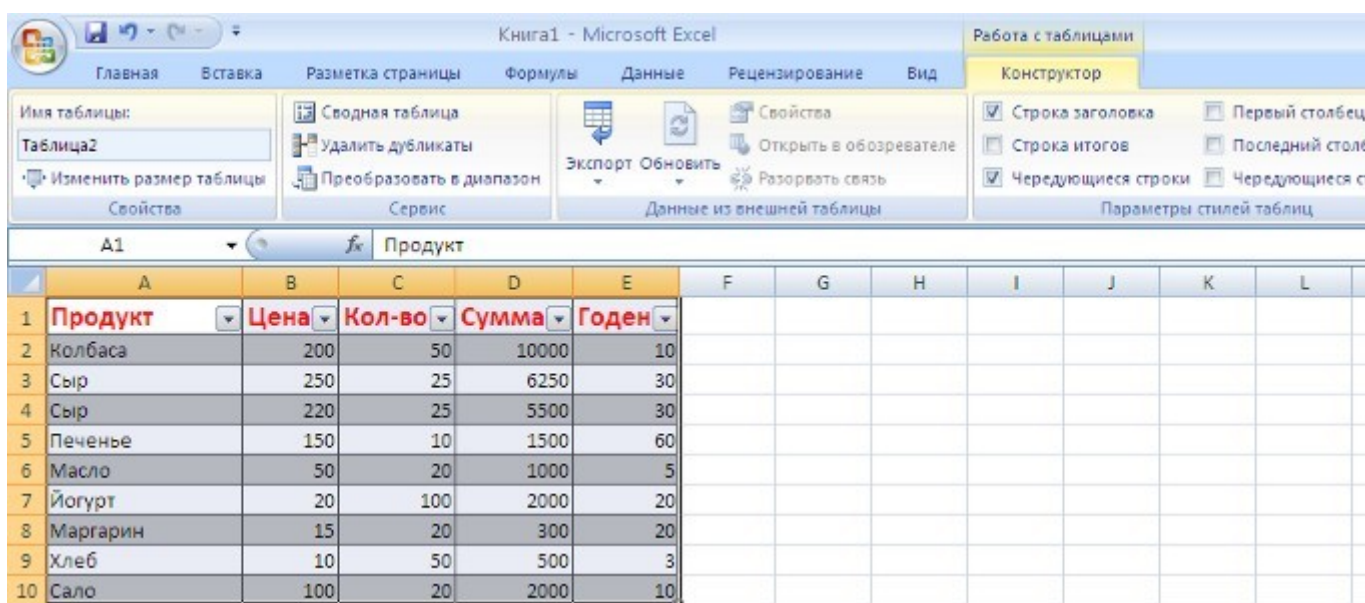 Книга1 - Microsoft Excel Работа с таблицами
Главная Вставка Разметка страницы Формулы Данные Рецензирование Вид Конструктор
Имя таблицы:
Таблица2
Изменить размер таблицы
Свойства
Сводная таблица
Удалить дубликаты
Преобразовать в диапазон
Сервис
Экспорт Обновить
Свойства
Открыть в обозревателе
Разорвать связь
Данные из внешней таблицы
Строка заголовка
Строка итогов
Чередующиеся строки
Первый столбец
Последний столб
Чередующиеся с
Параметры стилей таблиц
A1 fx Продукт
A B C D E F G H I J K L
1 Продукт Цена Кол-во Сумма Годен
2 Колбаса 200 50 10000 10
3 Сыр 250 25 6250 30
4 Сыр 220 25 5500 30
5 Печенье 150 10 1500 60
6 Масло 50 20 1000 5
7 Йогурт 20 100 2000 20
8 Маргарин 15 20 300 20
9 Хлеб 10 50 500 3
10 Сало 100 20 2000 10